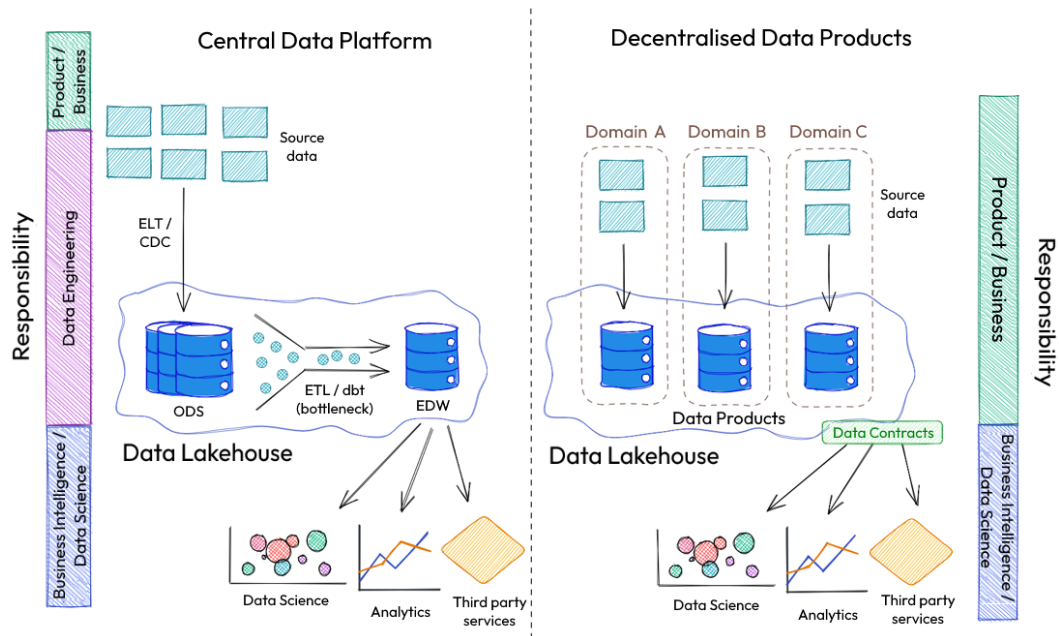 Central Data Platform
Product /
Business
Source
data
Responsibility
Data Engineering
ELT /
CDC
ODS
ETL / dbt
(bottleneck)
EDW
Data Lakehouse
Business Intelligence /
Data Science
Data Science
Analytics
Third party
services
Decentralised Data Products
Domain A
Domain B
Domain C
Source
data
Product / Business
Responsibility
Data Products
Data Contracts
Data Lakehouse
Business Intelligence /
Data Science
Data Science
Analytics
Third party
services